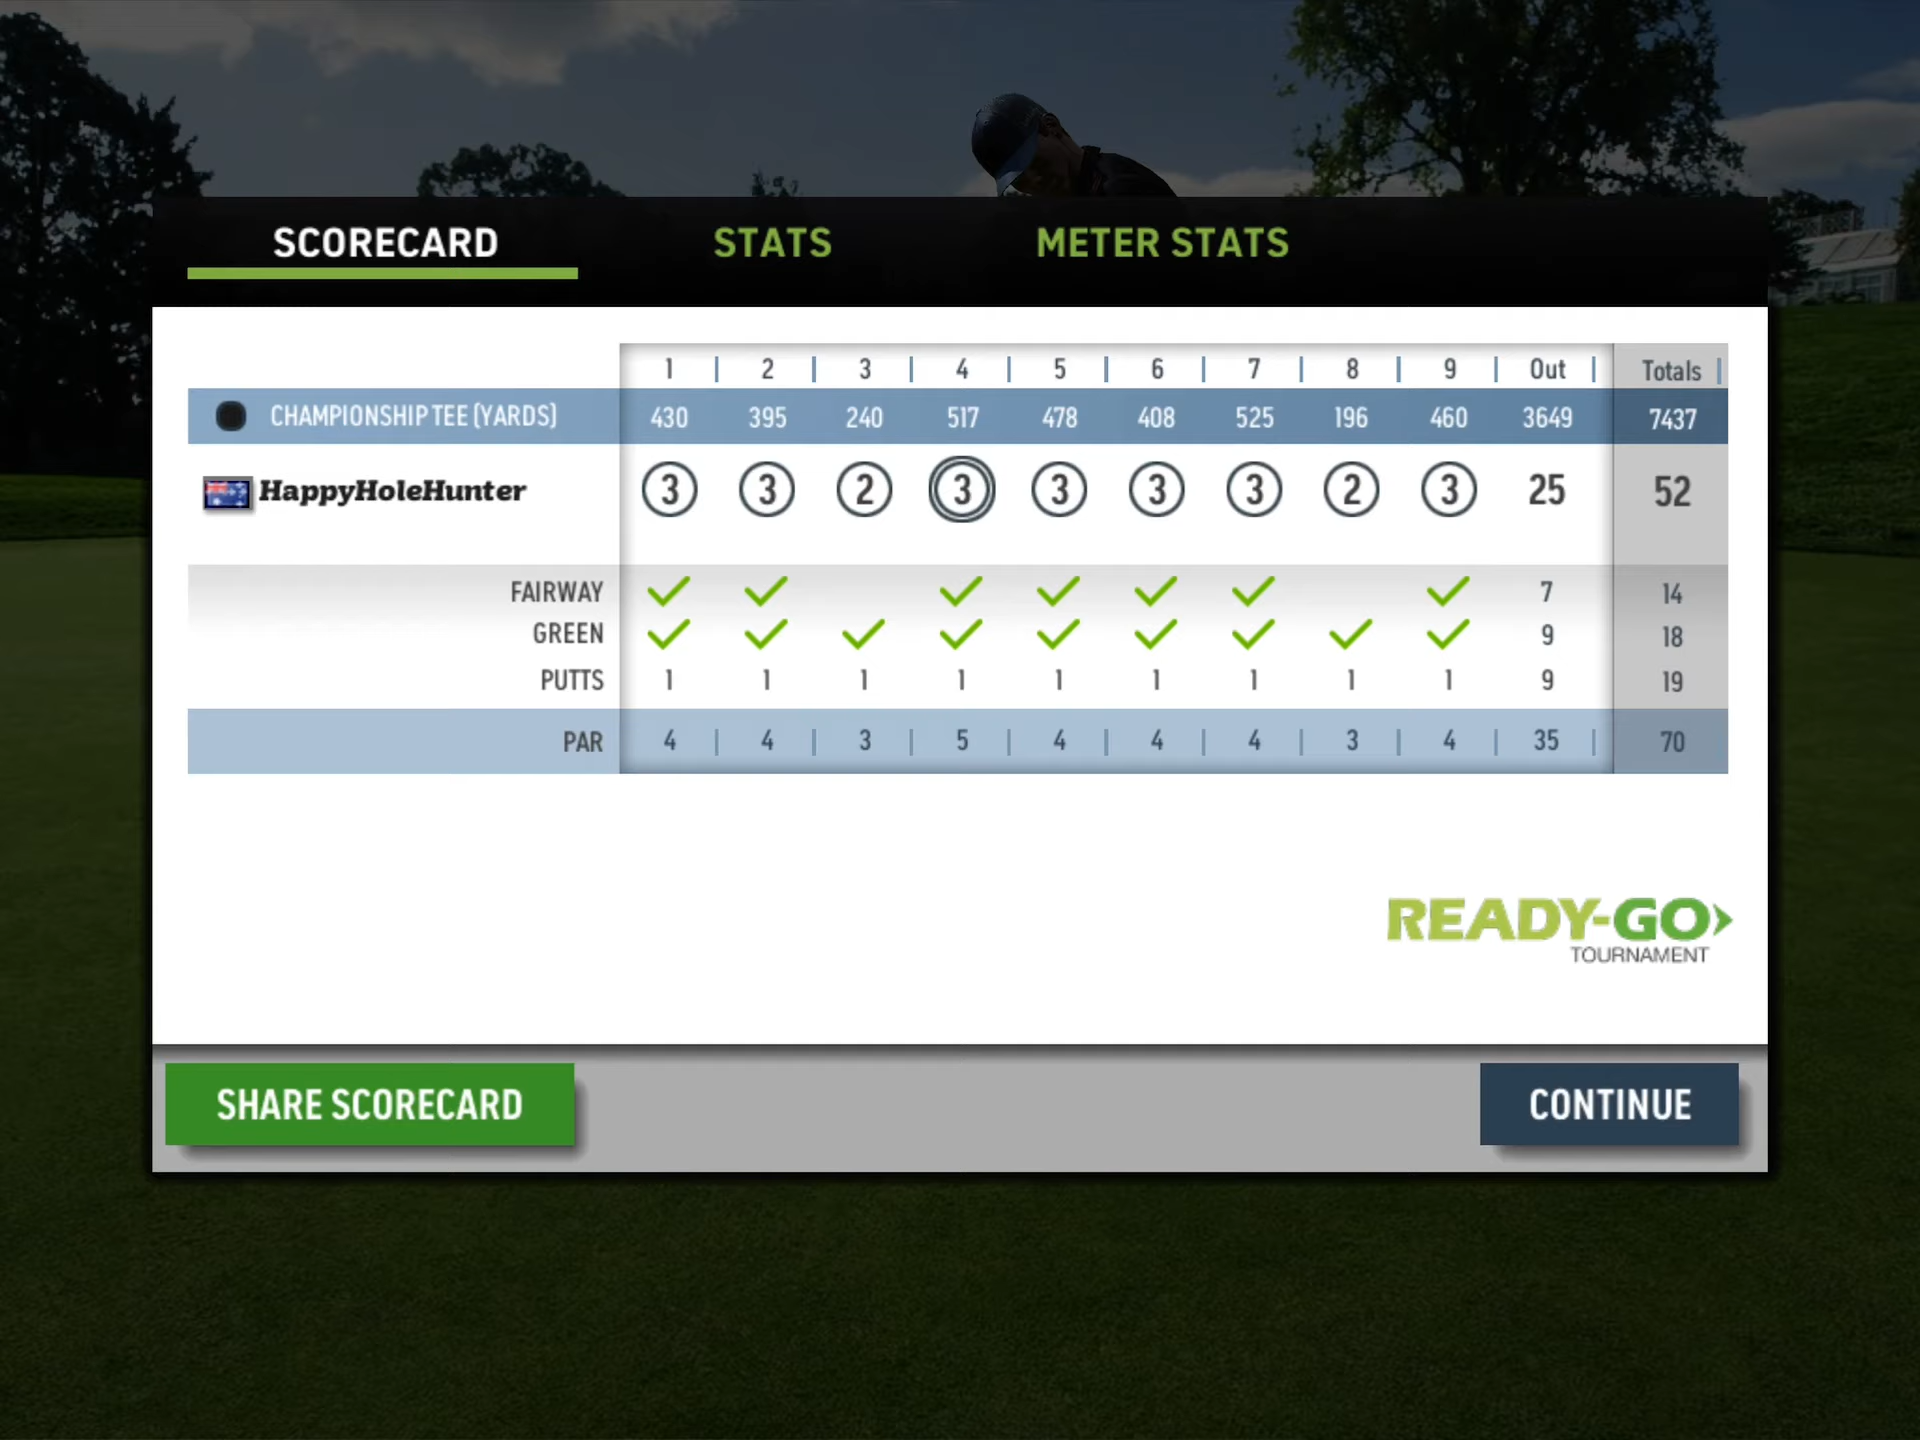 SCORECARD STATS METER STATS
1 | 2 | 3 | 4 | 5 | 6 | 7 | 8 | 9 | Out | Totals |
CHAMPIONSHIP TEE (YARDS) 430 395 240 517 478 408 525 196 460 3649 7437
HappyHoleHunter 3 3 2 3 3 3 3 2 3 25 52
FAIRWAY 7 14
GREEN 9 18
PUTTS 1 1 1 1 1 1 1 1 1 9 19
PAR 4 | 4 | 3 | 5 | 4 | 4 | 4 | 3 | 4 | 35 | 70
READY-GO
TOURNAMENT
SHARE SCORECARD CONTINUE